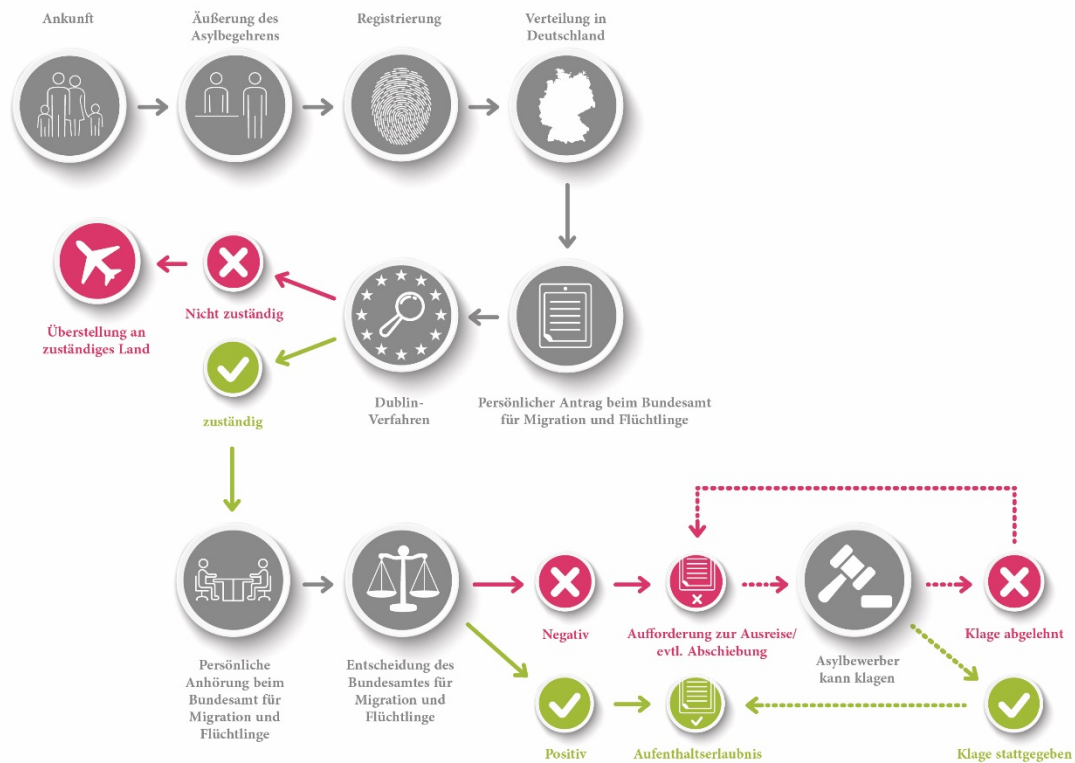 Ankunft
Äußerung des
Asylbegehrens
Registrierung
Verteilung in
Deutschland
Nicht zuständig
Überstellung an
zuständiges Land
zuständig
Dublin-
Verfahren
Persönlicher Antrag beim Bundesamt
für Migration und Flüchtlinge
Persönliche
Anhörung beim
Bundesamt für
Migration und
Flüchtlinge
Entscheidung des
Bundesamtes für
Migration und
Flüchtlinge
Negativ
Aufforderung zur Ausreise/
evtl. Abschiebung
Asylbewerber
kann klagen
Klage abgelehnt
Positiv
Aufenthaltserlaubnis
Klage stattgegeben